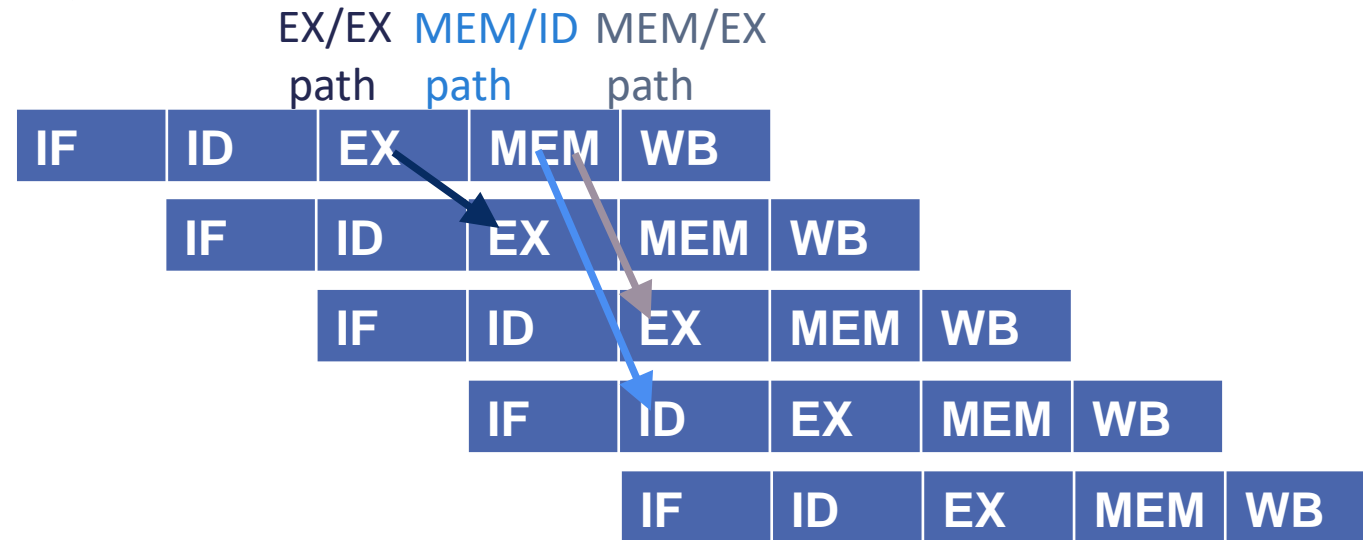 EX/EX MEM/ID MEM/EX
path path path
IF ID EX MEM WB
IF ID EX MEM WB
IF ID EX MEM WB
IF ID EX MEM WB
IF ID EX MEM WB